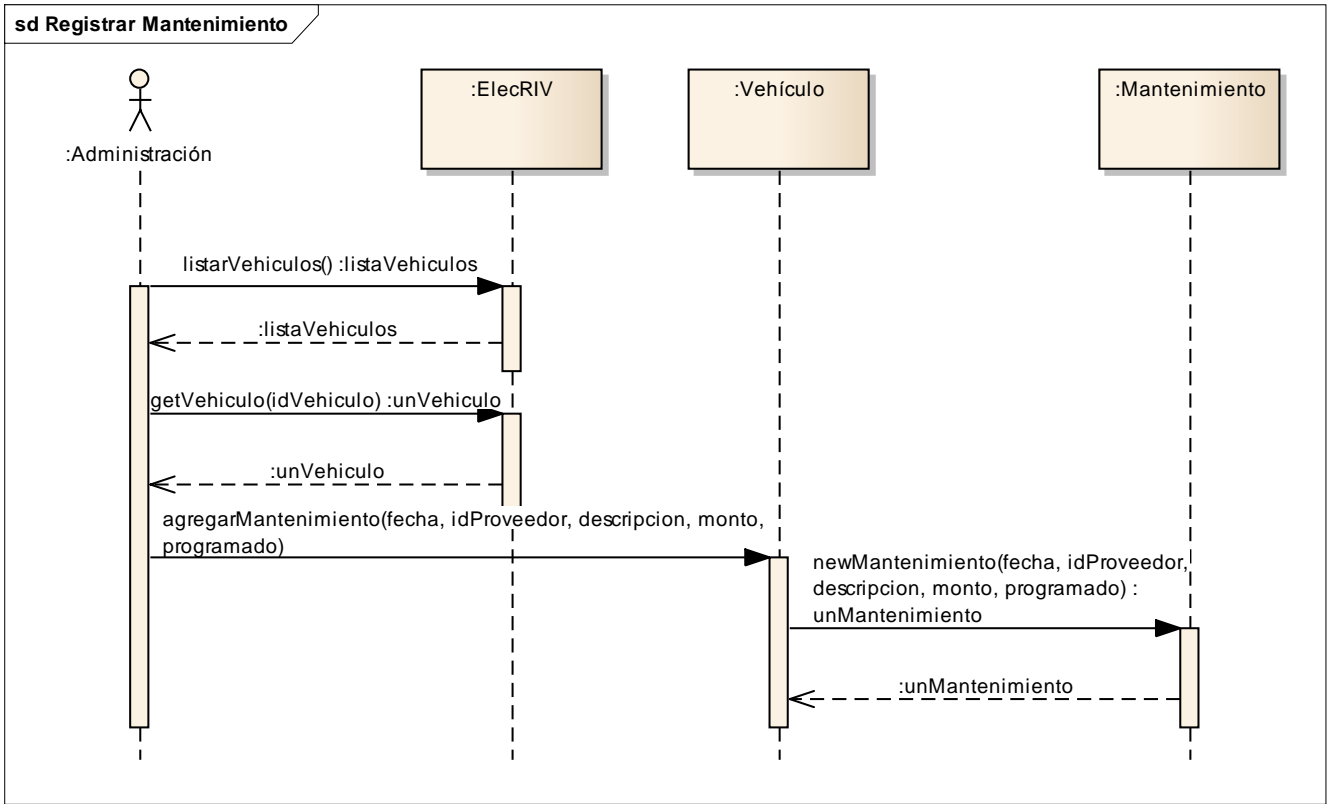 sd Registrar Mantenimiento
:Administración
:ElecRIV
:Vehículo
:Mantenimiento
listarVehiculos() :listaVehiculos
:listaVehiculos
getVehiculo(idVehiculo) :unVehiculo
:unVehiculo
agregarMantenimiento(fecha, idProveedor, descripcion, monto,
programado)
newMantenimiento(fecha, idProveedor,
descripcion, monto, programado) :
unMantenimiento
:unMantenimiento